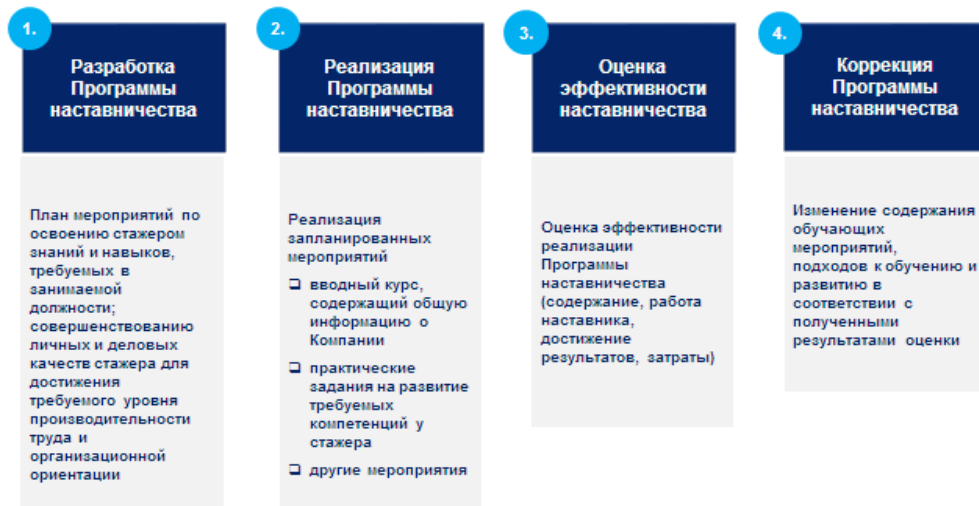 1.
Разработка
Программы
наставничества
План мероприятий по
освоению стажером
знаний и навыков,
требуемых в
занимаемой
должности;
совершенствованию
личных и деловых
качеств стажера для
достижения
требуемого уровня
производительности
труда и
организационной
ориентации
2.
Реализация
Программы
наставничества
Реализация
запланированных
мероприятий
❑ вводный курс,
содержащий общую
информацию о
Компании
❑ практические
задания на развитие
требуемых
компетенций у
стажера
❑ другие мероприятия
3.
Оценка
эффективности
наставничества
Оценка эффективности
реализации
Программы
наставничества
(содержание, работа
наставника,
достижение
результатов, затраты)
4.
Коррекция
Программы
наставничества
Изменение содержания
обучающих
мероприятий,
подходов к обучению и
развитию в
соответствии с
полученными
результатами оценки